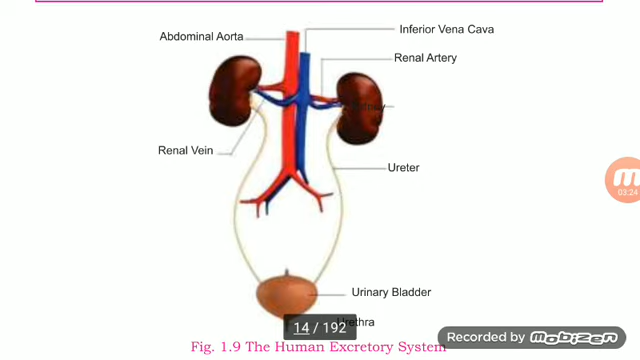 Abdominal Aorta
Inferior Vena Cava
Renal Artery
Renal Vein
Ureter
Urinary Bladder
14 / 192
Urethra
Fig. 1.9 The Human Excretory System
03:24
Recorded by mobizen